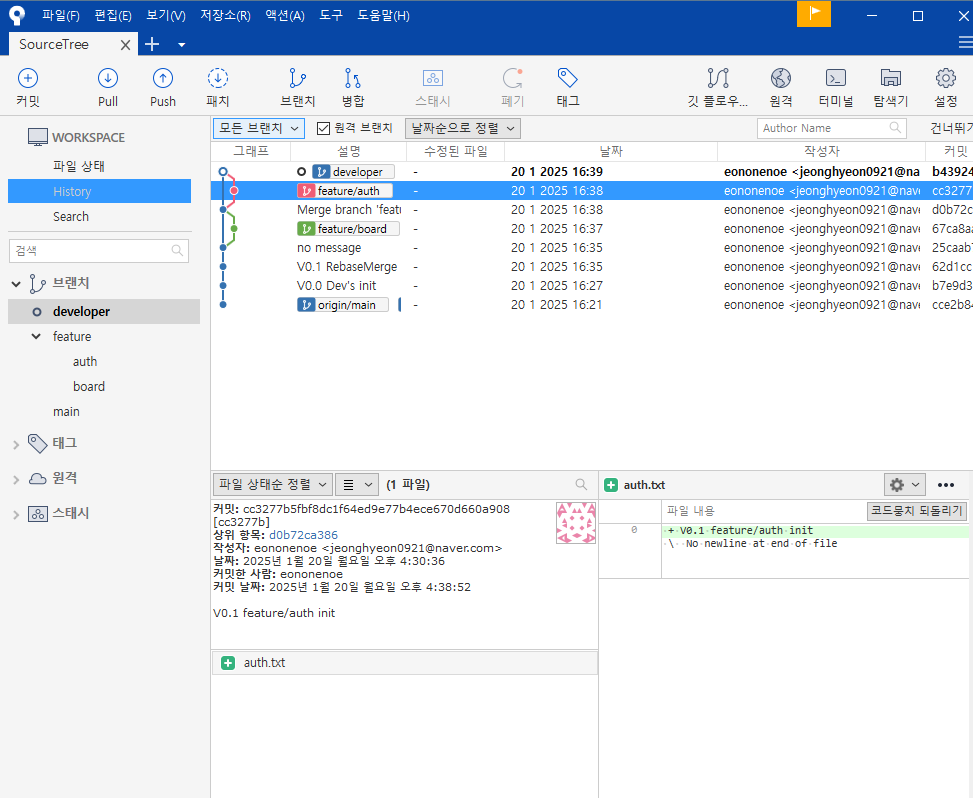 파일(F) 편집(E) 보기(V) 저장소(R) 액션(A) 도구 도움말(H)
SourceTree
커밋 Pull Push 패치 브랜치 병합 스태시 폐기 태그 깃 플로우... 원격 터미널 탐색기 설정
WORKSPACE
파일 상태
History
Search
검색
브랜치
developer
feature
auth
board
main
태그
원격
스태시
모든 브랜치 원격 브랜치 날짜순으로 정렬 Author Name 건너뛰기
그래프 설명 수정된 파일 날짜 작성자 커밋
developer - 20 1 2025 16:39 eononenoe <jeonghyeon0921@na b43924
feature/auth - 20 1 2025 16:38 eononenoe <jeonghyeon0921@nave cc3277
Merge branch 'featu - 20 1 2025 16:38 eononenoe <jeonghyeon0921@nave d0b72c
feature/board - 20 1 2025 16:37 eononenoe <jeonghyeon0921@nave 67ca8a
no message - 20 1 2025 16:35 eononenoe <jeonghyeon0921@nave 25caab
V0.1 RebaseMerge - 20 1 2025 16:35 eononenoe <jeonghyeon0921@nave 62d1cc
V0.0 Dev's init - 20 1 2025 16:27 eononenoe <jeonghyeon0921@nave b7e9d3
origin/main - 20 1 2025 16:21 eononenoe <jeonghyeon0921@nave cce2b8
파일 상태순 정렬 (1 파일)
커밋: cc3277b5fbf8dc1f64ed9e77b4ece670d660a908
[cc3277b]
상위 항목: d0b72ca386
작성자: eononenoe <jeonghyeon0921@naver.com>
날짜: 2025년 1월 20일 월요일 오후 4:30:36
커밋한 사람: eononenoe
커밋 날짜: 2025년 1월 20일 월요일 오후 4:38:52
V0.1 feature/auth init
auth.txt
auth.txt
파일 내용 코드뭉치 되돌리기
0 + V0.1 feature/auth init
\ No newline at end of file